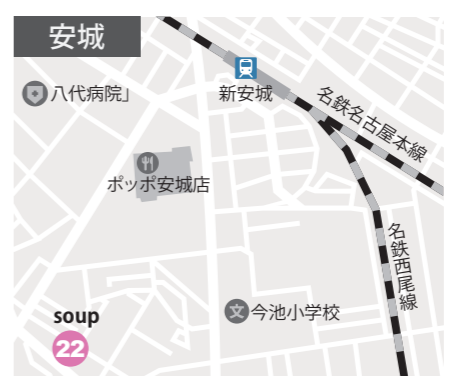 安城
八代病院」
新安城
名鉄名古屋本線
ポッポ安城店
名鉄西尾線
文
今池小学校
soup
22